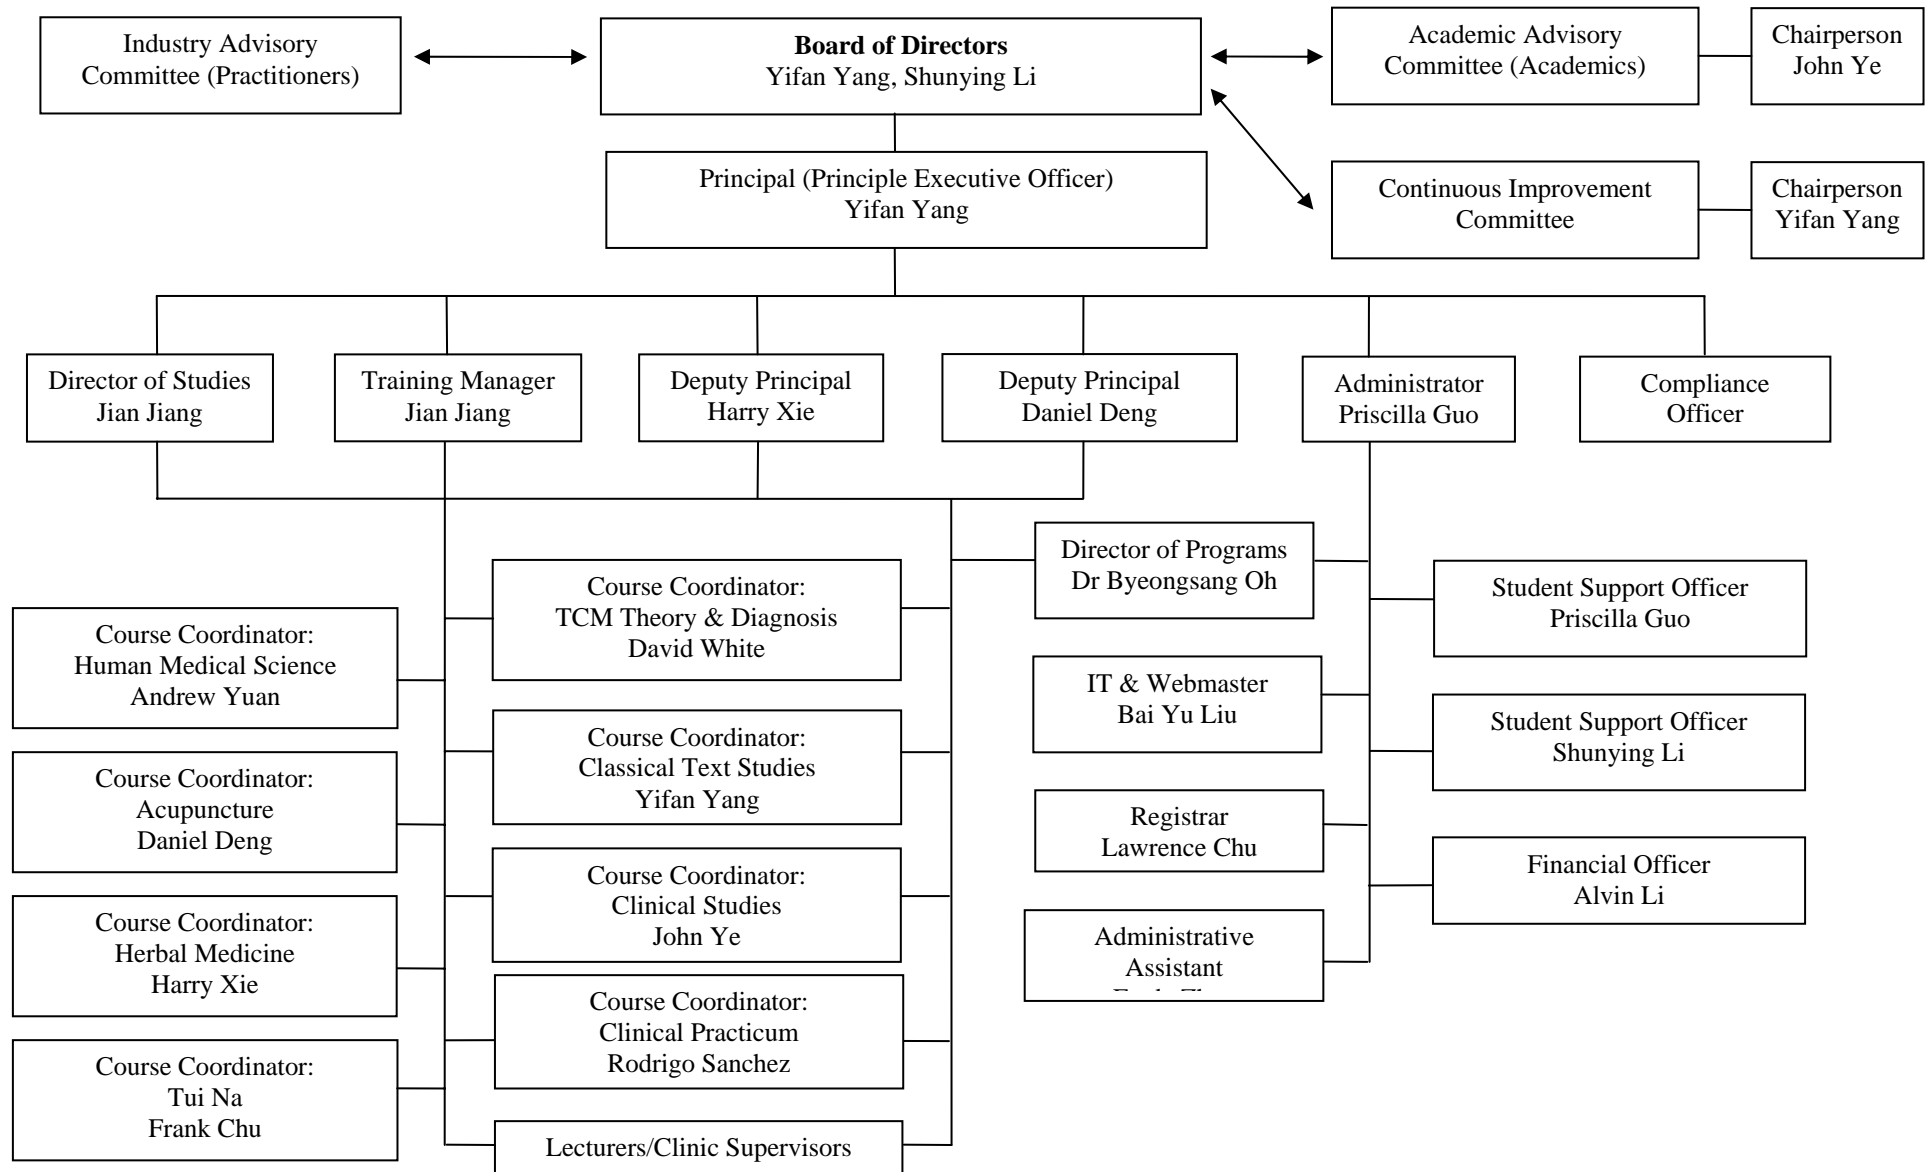 Industry Advisory
Committee (Practitioners)
Board of Directors
Yifan Yang, Shunying Li
Academic Advisory
Committee (Academics)
Chairperson
John Ye
Principal (Principle Executive Officer)
Yifan Yang
Continuous Improvement
Committee
Chairperson
Yifan Yang
Director of Studies
Jian Jiang
Training Manager
Jian Jiang
Deputy Principal
Harry Xie
Deputy Principal
Daniel Deng
Administrator
Priscilla Guo
Compliance
Officer
Course Coordinator:
Human Medical Science
Andrew Yuan
Course Coordinator:
Acupuncture
Daniel Deng
Course Coordinator:
Herbal Medicine
Harry Xie
Course Coordinator:
Tui Na
Frank Chu
Course Coordinator:
TCM Theory & Diagnosis
David White
Course Coordinator:
Classical Text Studies
Yifan Yang
Course Coordinator:
Clinical Studies
John Ye
Course Coordinator:
Clinical Practicum
Rodrigo Sanchez
Lecturers/Clinic Supervisors
Director of Programs
Dr Byeongsang Oh
IT & Webmaster
Bai Yu Liu
Registrar
Lawrence Chu
Administrative
Assistant
Student Support Officer
Priscilla Guo
Student Support Officer
Shunying Li
Financial Officer
Alvin Li